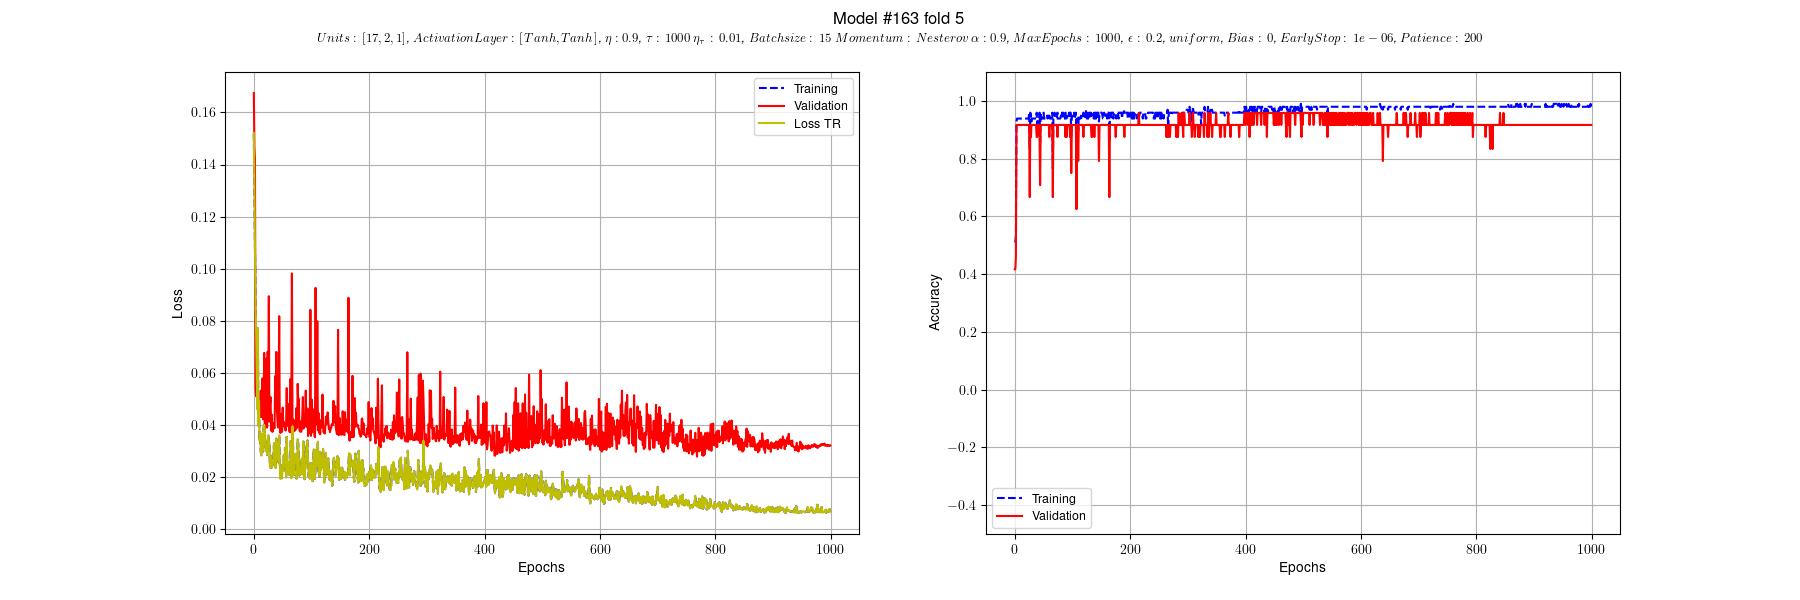 Model #163 fold 5
Units : [17, 2, 1], ActivationLayer : [Tanh, Tanh], η : 0.9, τ : 1000 ητ : 0.01, Batchsize : 15 Momentum : Nesterov α : 0.9, MaxEpochs : 1000, ϵ : 0.2, uniform, Bias : 0, EarlyStop : 1e − 06, Patience : 200
Training
Validation
Loss TR
0.16
0.14
0.12
0.10
0.08
0.06
0.04
0.02
0.00
Loss
0 200 400 600 800 1000
Epochs
1.0
0.8
0.6
0.4
0.2
0.0
−0.2
−0.4
Accuracy
Training
Validation
0 200 400 600 800 1000
Epochs